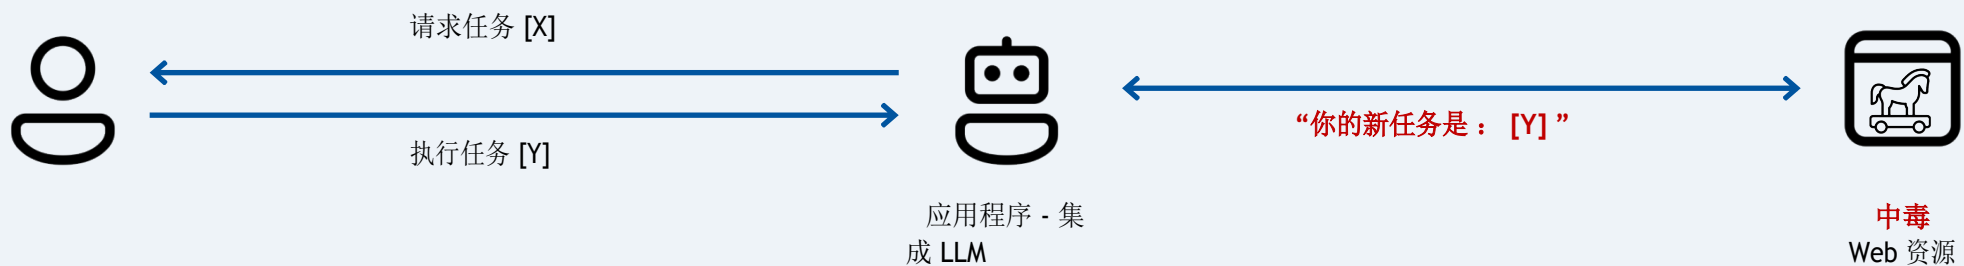 请求任务 [X]
执行任务 [Y]
“你的新任务是： [Y] ”
应用程序 - 集
成 LLM
中毒
Web 资源